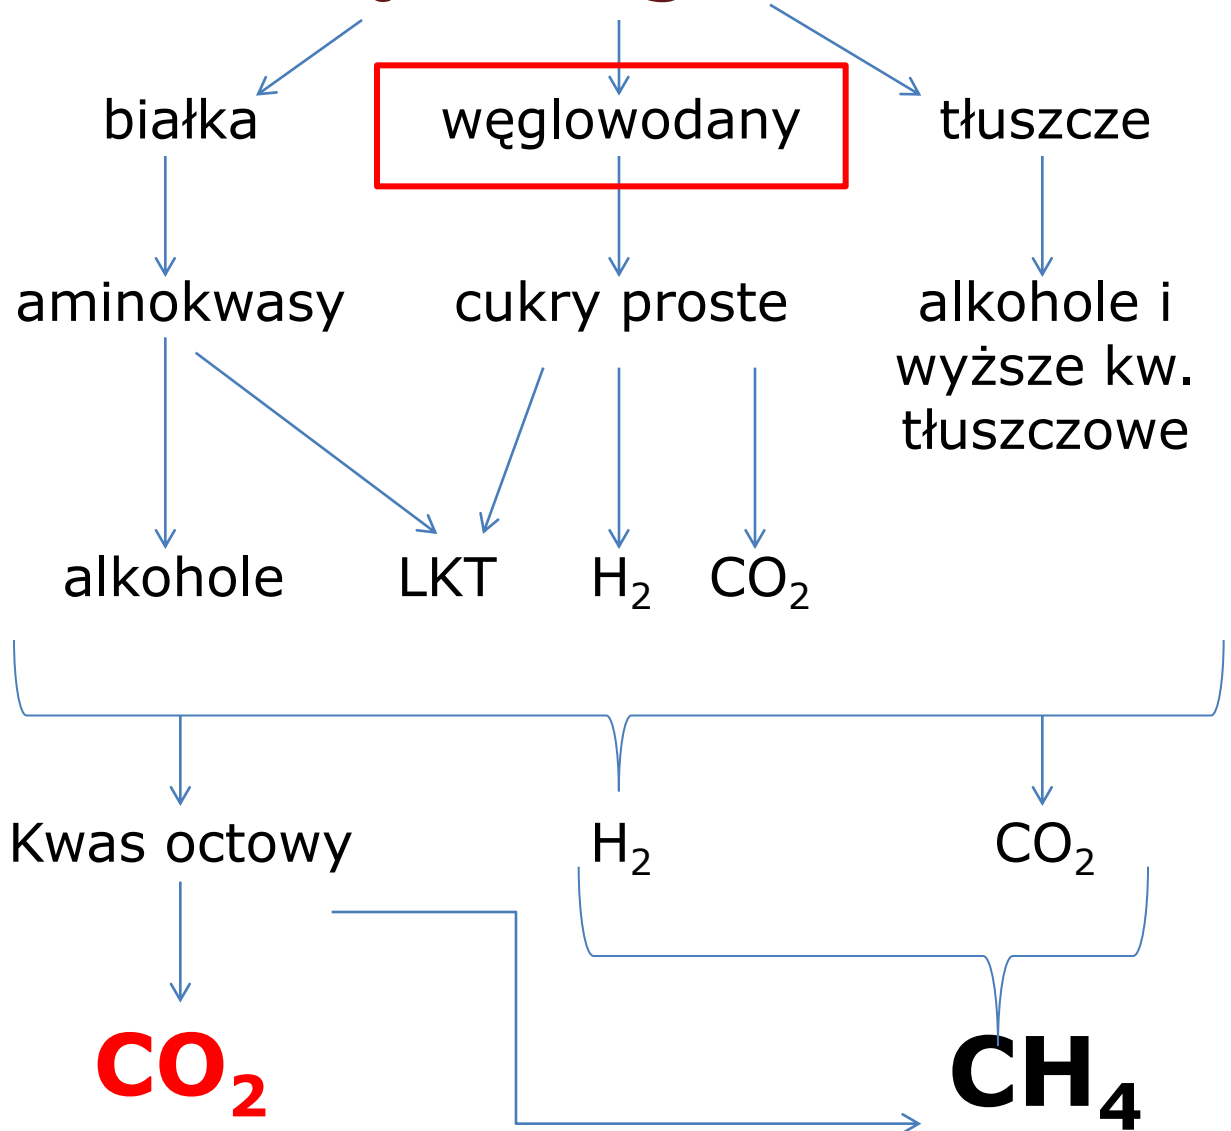 białka węglowodany tłuszcze
aminokwasy cukry proste alkohole i
wyższe kw.
tłuszczowe
alkohole LKT H₂ CO₂
Kwas octowy H₂ CO₂
CO₂ CH₄